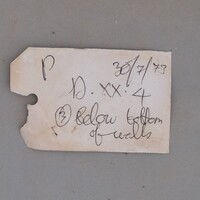 P 30/7/73
D. XX. 4
③ Below bottom
of walls